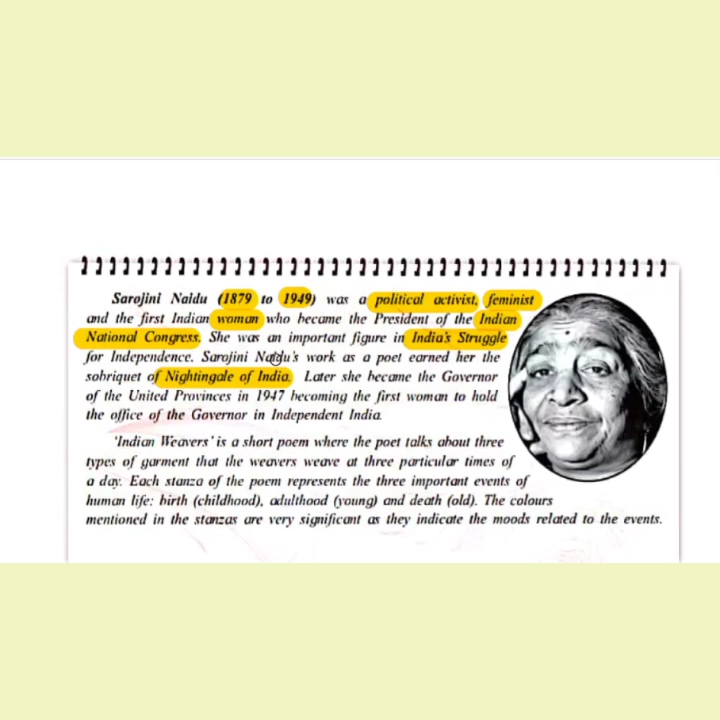 Sarojini Naidu (1879 to 1949) was a political activist, feminist
and the first Indian woman who became the President of the Indian
National Congress. She was an important figure in India's Struggle
for Independence. Sarojini Naidu's work as a poet earned her the
sobriquet of Nightingale of India. Later she became the Governor
of the United Provinces in 1947 becoming the first woman to hold
the office of the Governor in Independent India.
'Indian Weavers' is a short poem where the poet talks about three
types of garment that the weavers weave at three particular times of
a day. Each stanza of the poem represents the three important events of
human life: birth (childhood), adulthood (young) and death (old). The colours
mentioned in the stanzas are very significant as they indicate the moods related to the events.